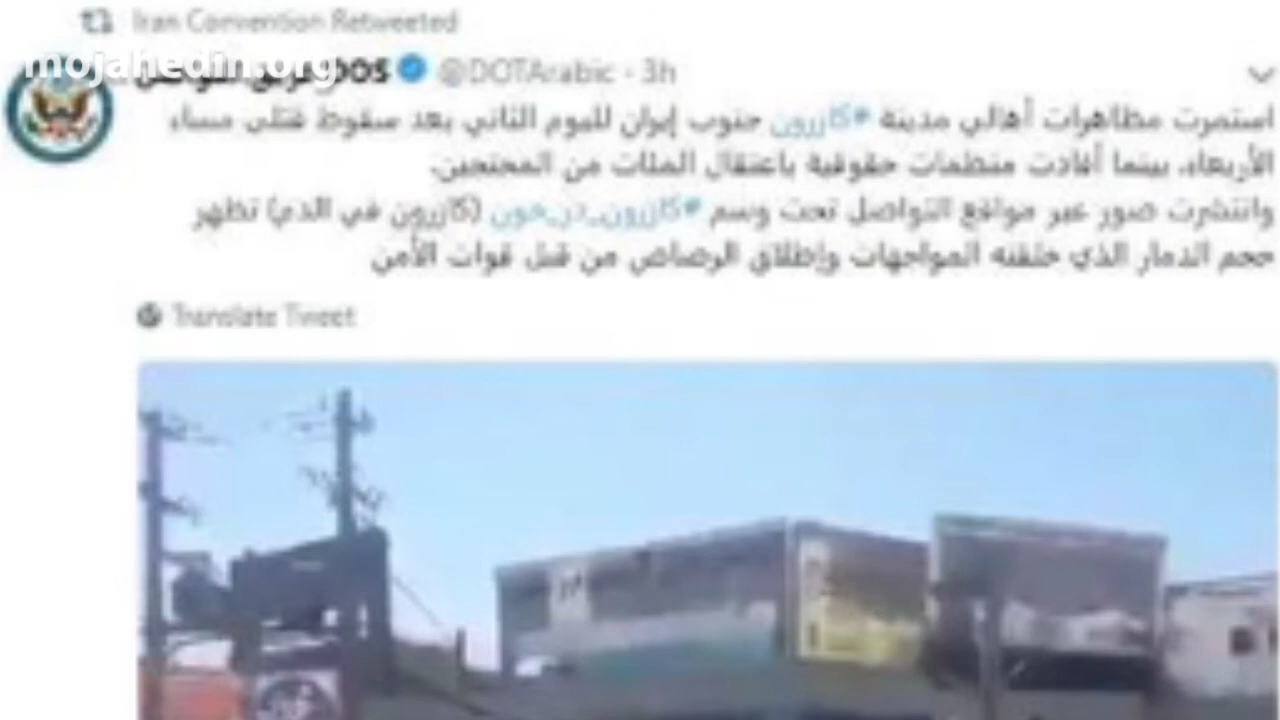 Iran Convention Retweeted
mojahedin.org
DOS @DOTArabic · 3h
استمرت مظاهرات أهالي مدينة #كازرون جنوب إيران لليوم الثاني بعد سقوط قتلى مساء
الأربعاء، بينما أفادت منظمات حقوقية باعتقال المئات من المحتجين.
وانتشرت صور عبر مواقع التواصل تحت وسم #كازرون_در_خون (كازرون في الدم) تظهر
حجم الدمار الذي خلفته المواجهات وإطلاق الرصاص من قبل قوات الأمن
Translate Tweet